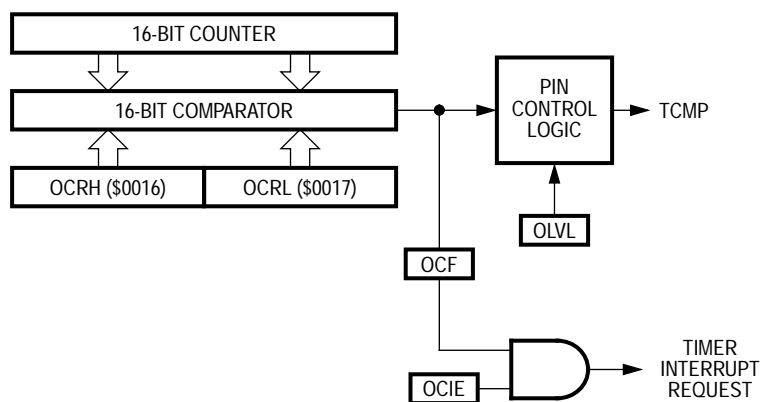 16-BIT COUNTER
16-BIT COMPARATOR
OCRH ($0016)
OCRL ($0017)
PIN
CONTROL
LOGIC
TCMP
OLVL
OCF
OCIE
TIMER
INTERRUPT
REQUEST